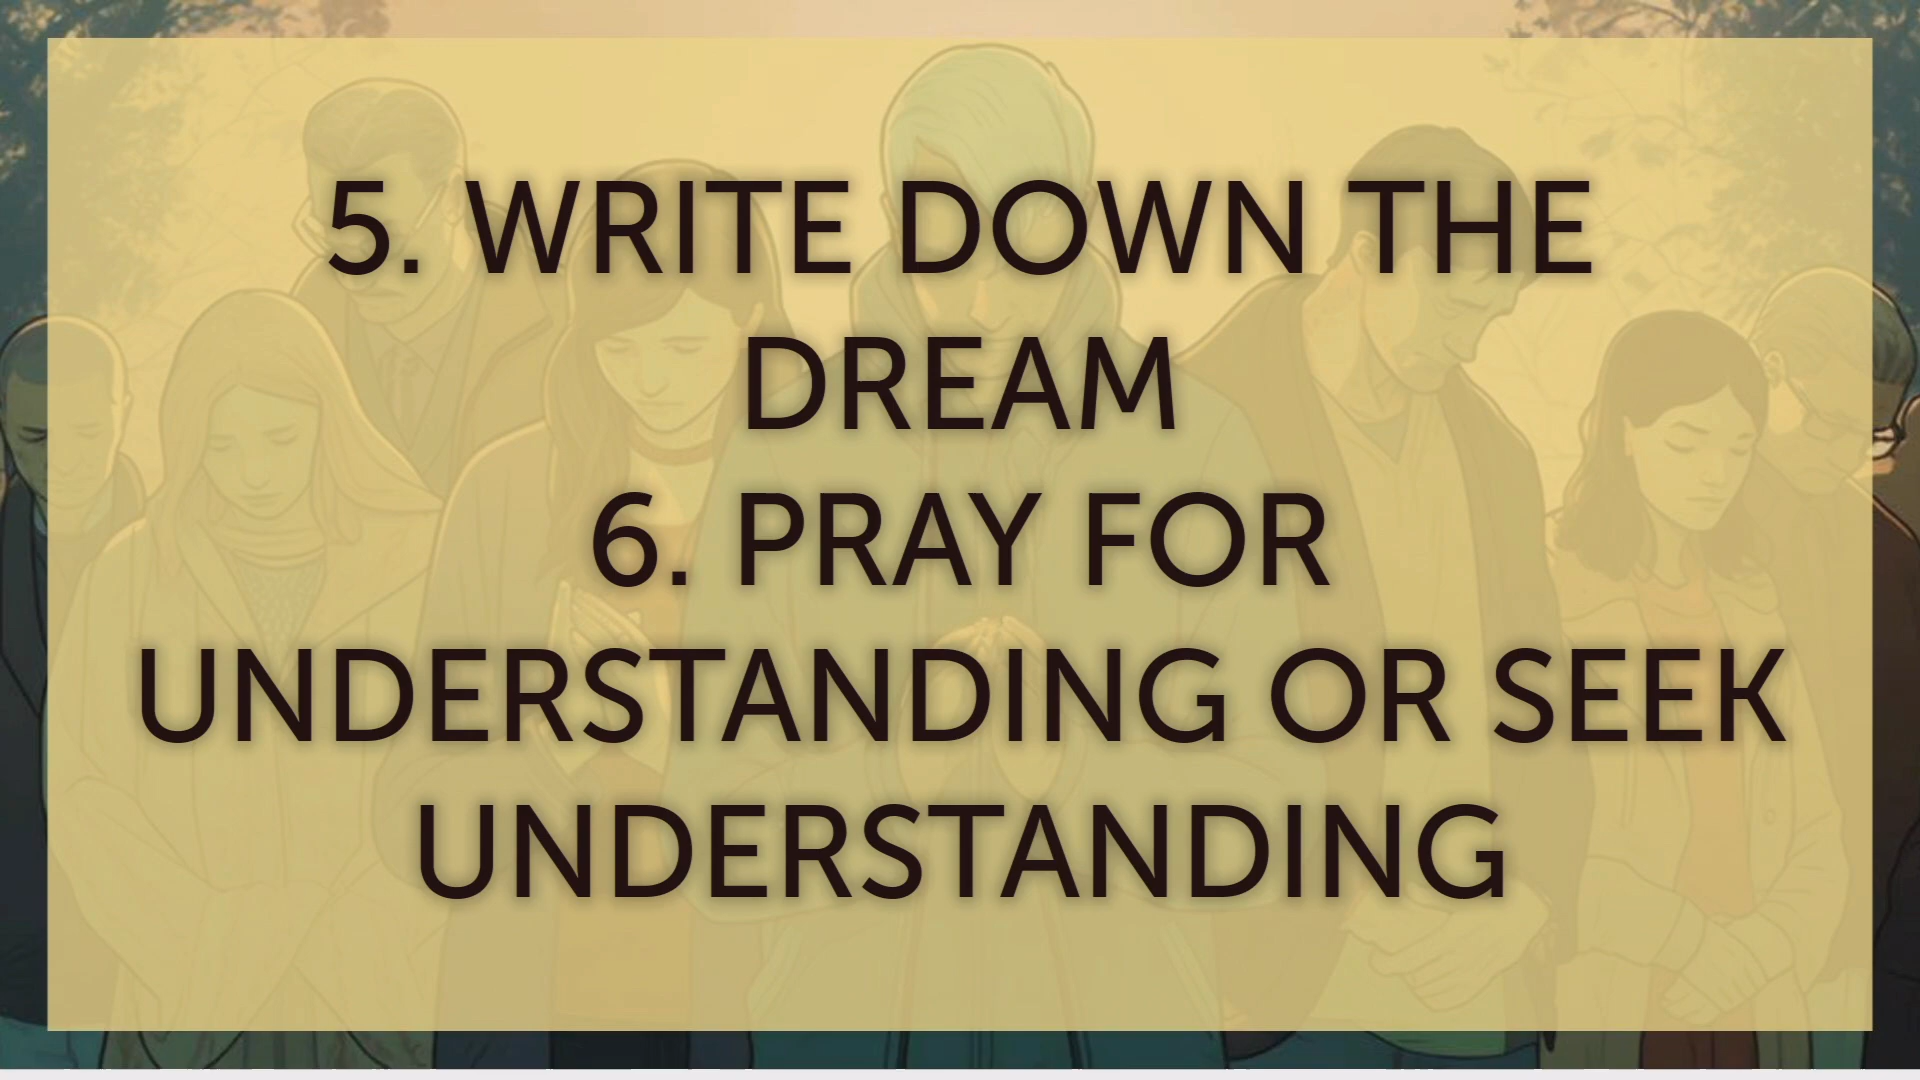 5. WRITE DOWN THE
DREAM
6. PRAY FOR
UNDERSTANDING OR SEEK
UNDERSTANDING